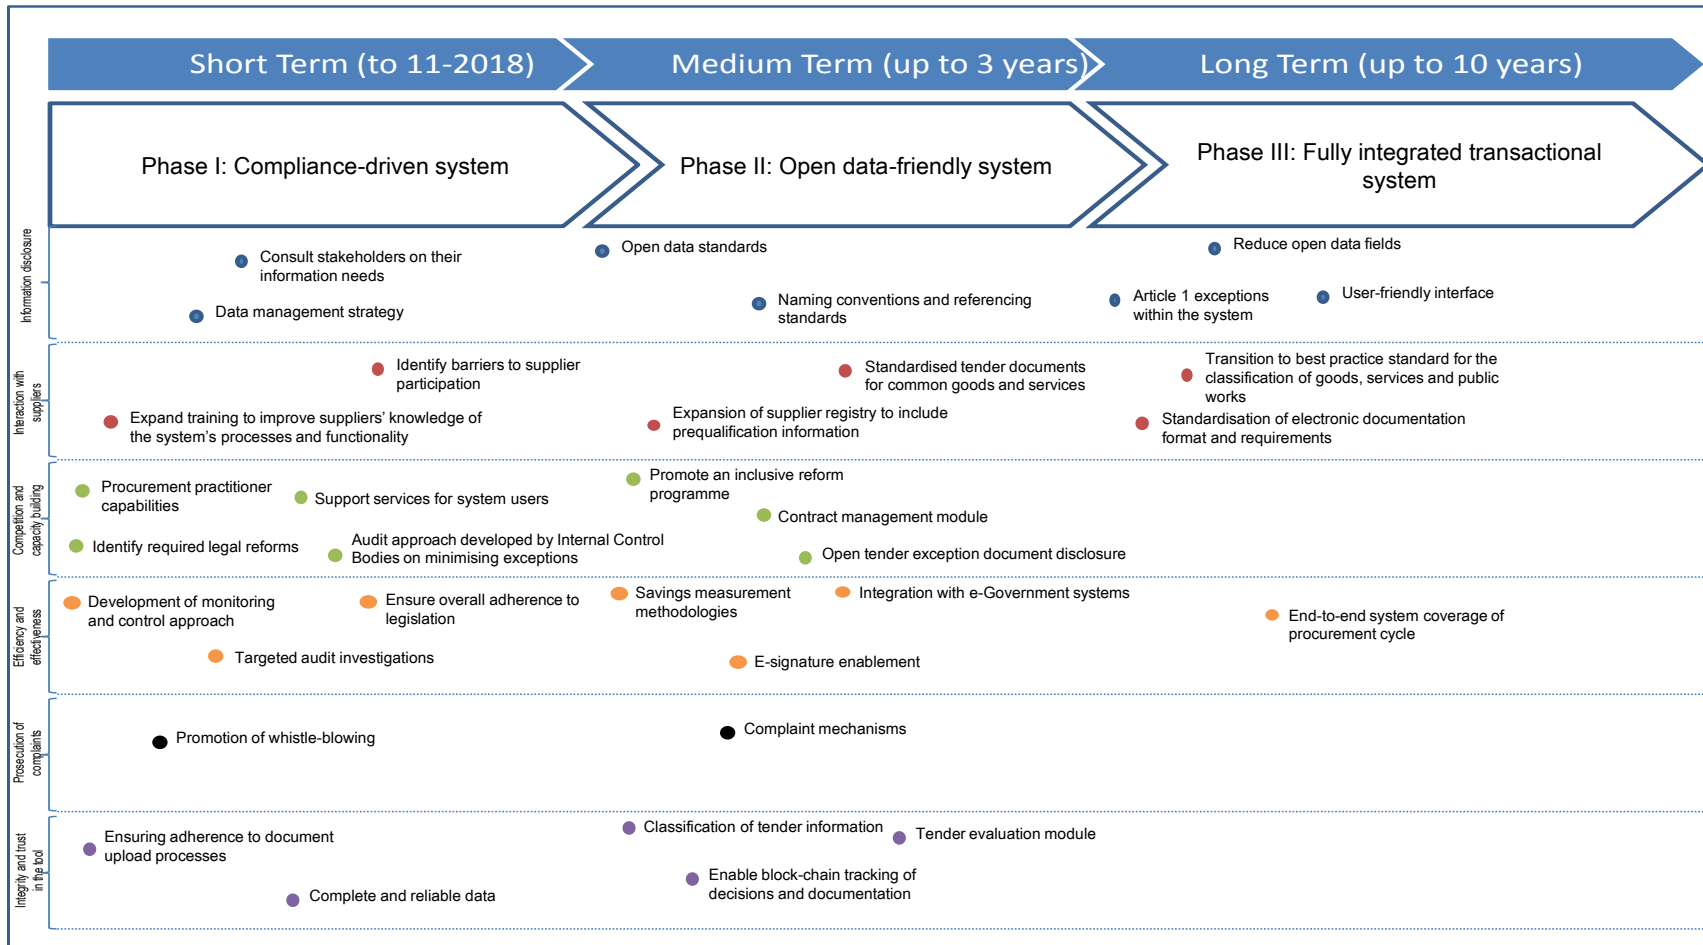 Short Term (to 11-2018)
Medium Term (up to 3 years)
Long Term (up to 10 years)
Phase I: Compliance-driven system
Phase II: Open data-friendly system
Phase III: Fully integrated transactional
system
Information disclosure
Consult stakeholders on their
information needs
Data management strategy
Open data standards
Naming conventions and referencing
standards
Reduce open data fields
Article 1 exceptions
within the system
User-friendly interface
Interaction with
suppliers
Identify barriers to supplier
participation
Expand training to improve suppliers’ knowledge of
the system’s processes and functionality
Standardised tender documents
for common goods and services
Expansion of supplier registry to include
prequalification information
Transition to best practice standard for the
classification of goods, services and public
works
Standardisation of electronic documentation
format and requirements
Competition and
capacity building
Procurement practitioner
capabilities
Support services for system users
Identify required legal reforms
Audit approach developed by Internal Control
Bodies on minimising exceptions
Promote an inclusive reform
programme
Contract management module
Open tender exception document disclosure
Efficiency and
effectiveness
Development of monitoring
and control approach
Ensure overall adherence to
legislation
Targeted audit investigations
Savings measurement
methodologies
Integration with e-Government systems
E-signature enablement
End-to-end system coverage of
procurement cycle
Prosecution of
complaints
Promotion of whistle-blowing
Complaint mechanisms
Integrity and trust
in the tool
Ensuring adherence to document
upload processes
Complete and reliable data
Classification of tender information
Tender evaluation module
Enable block-chain tracking of
decisions and documentation